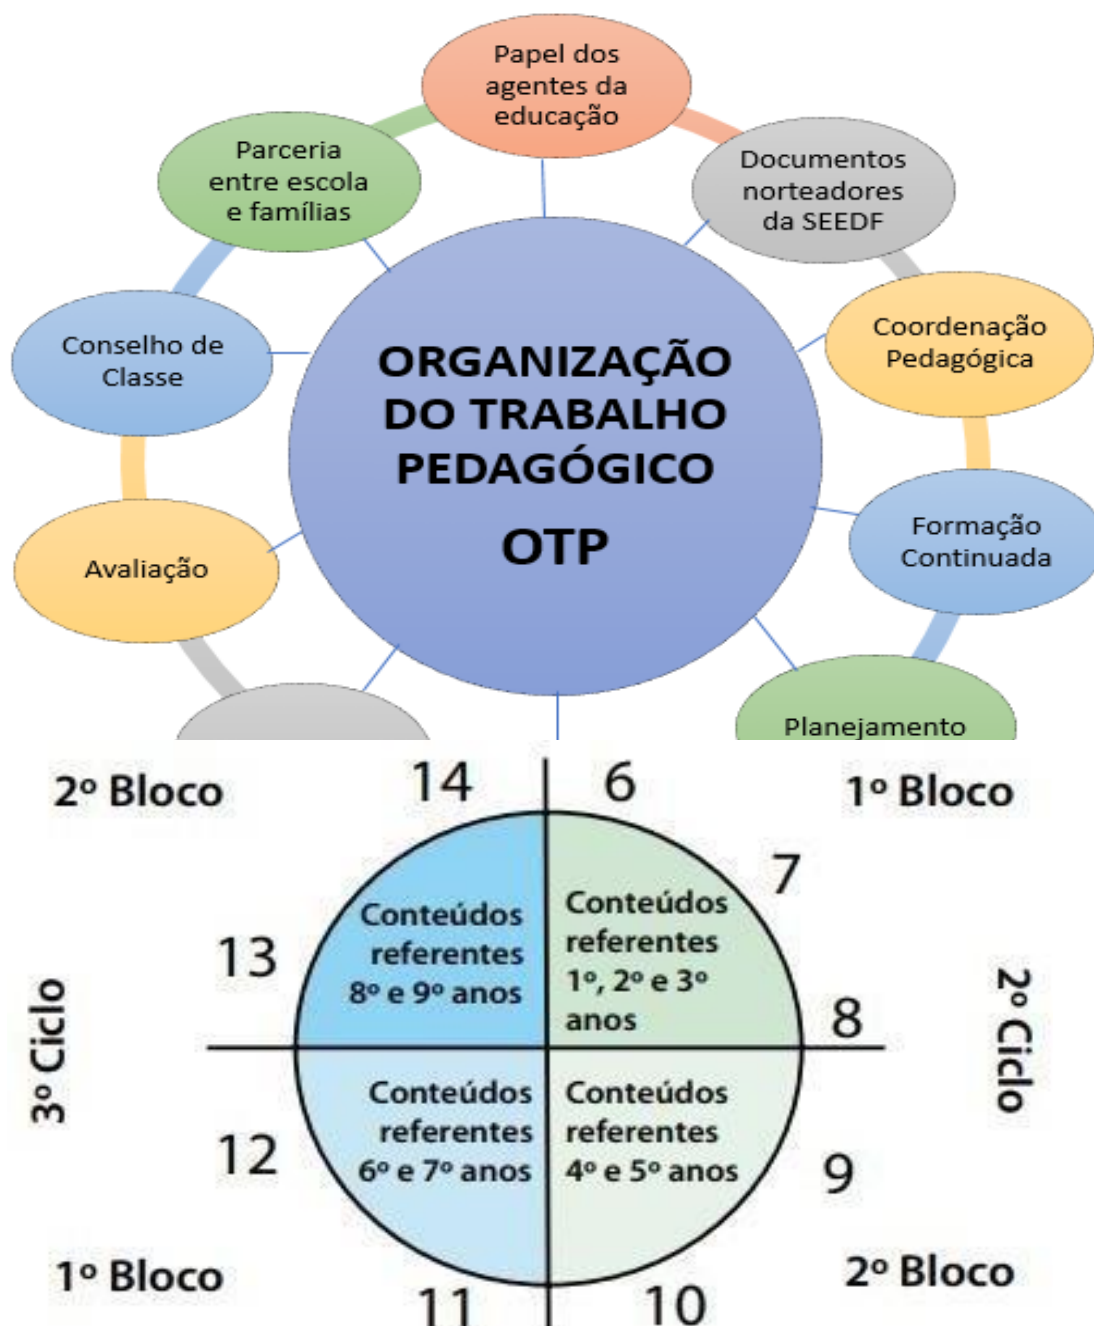 Papel dos
agentes da
educação
Parceria
entre escola
e famílias
Documentos
norteadores
da SEEDF
Conselho de
Classe
ORGANIZAÇÃO
DO TRABALHO
PEDAGÓGICO
OTP
Coordenação
Pedagógica
Avaliação
Formação
Continuada
Planejamento
2º Bloco
14
6
1º Bloco
7
Conteúdos
referentes
8º e 9º anos
Conteúdos
referentes
1º, 2º e 3º
anos
13
8
3º Ciclo
2º Ciclo
Conteúdos
referentes
6º e 7º anos
Conteúdos
referentes
4º e 5º anos
12
9
1º Bloco
11
10
2º Bloco